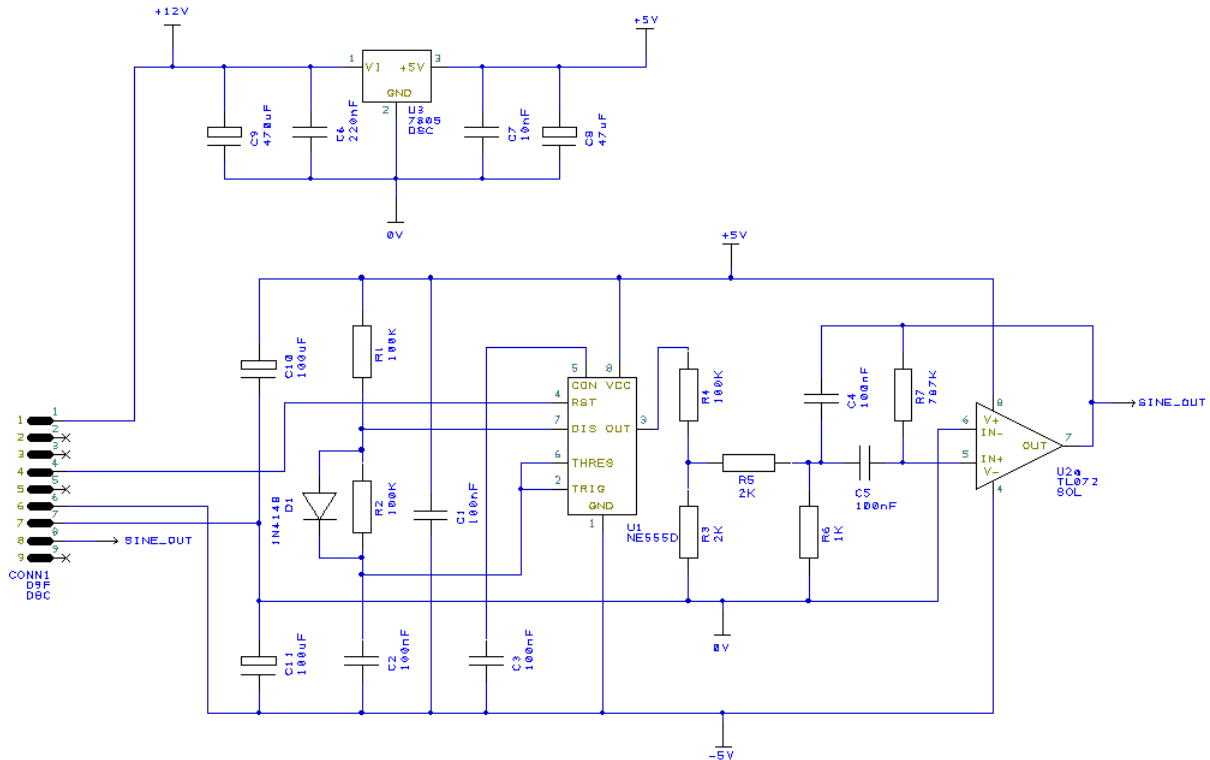 +12V
+5V
1
VI
+5V
3
GND
2
U3
7805
DSC
C9
470uF
C6
220nF
C7
10nF
C8
47uF
0V
+5V
C10
100uF
R1
100K
5
8
CON VCC
4
RST
7
DIS OUT
3
6
THRES
2
TRIG
GND
1
U1
NE555D
R4
100K
C4
100nF
R7
787K
8
V+
6
IN-
OUT
7
5
IN+
V-
4
U2a
TL072
SOL
SINE_OUT
R5
2K
C5
100nF
R3
2K
R6
1K
D1
1N4148
R2
100K
C1
100nF
1 1
2 2
3 3
4 4
5 5
6 6
7 7
8 8
9 9
SINE_OUT
CONN1
D9F
DSC
0V
C11
100uF
C2
100nF
C3
100nF
-5V